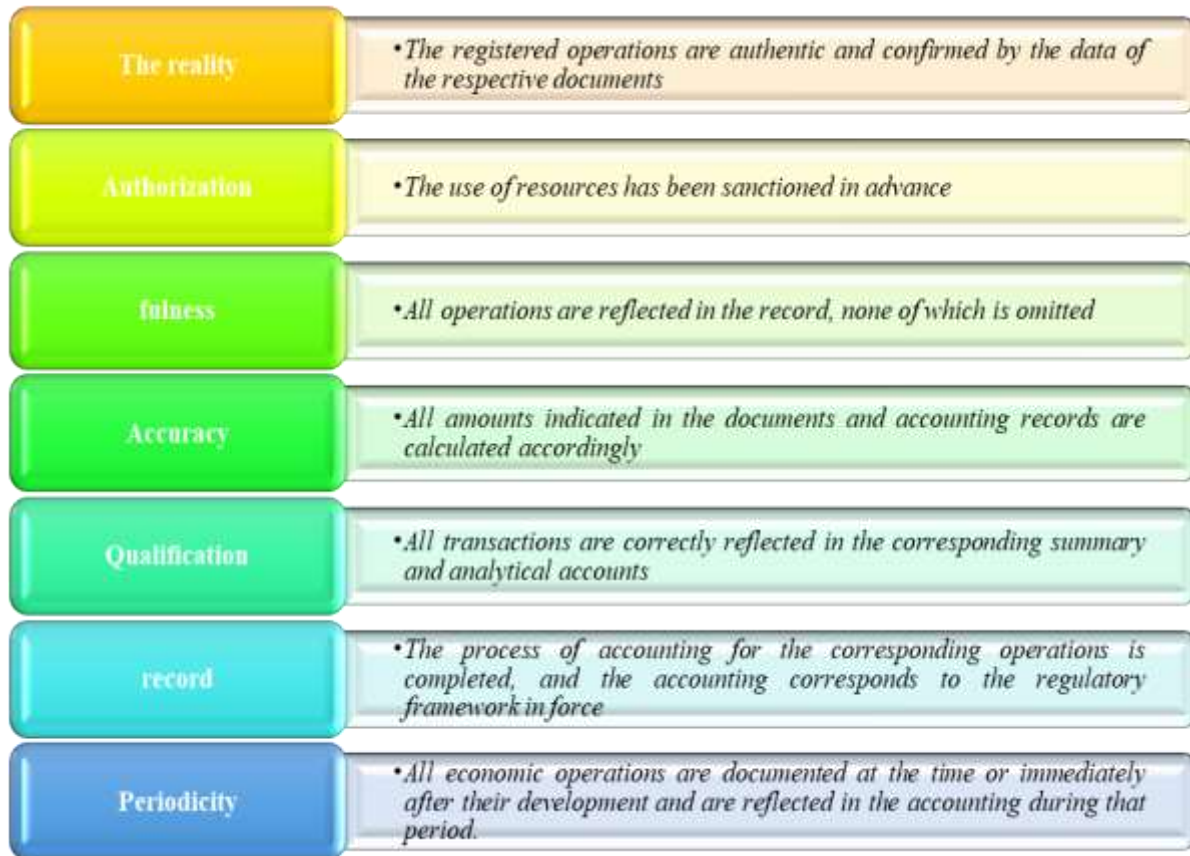 The reality
•The registered operations are authentic and confirmed by the data of
the respective documents
Authorization
•The use of resources has been sanctioned in advance
fulness
•All operations are reflected in the record, none of which is omitted
Accuracy
•All amounts indicated in the documents and accounting records are
calculated accordingly
Qualification
•All transactions are correctly reflected in the corresponding summary
and analytical accounts
record
•The process of accounting for the corresponding operations is
completed, and the accounting corresponds to the regulatory
framework in force
Periodicity
•All economic operations are documented at the time or immediately
after their development and are reflected in the accounting during that
period.